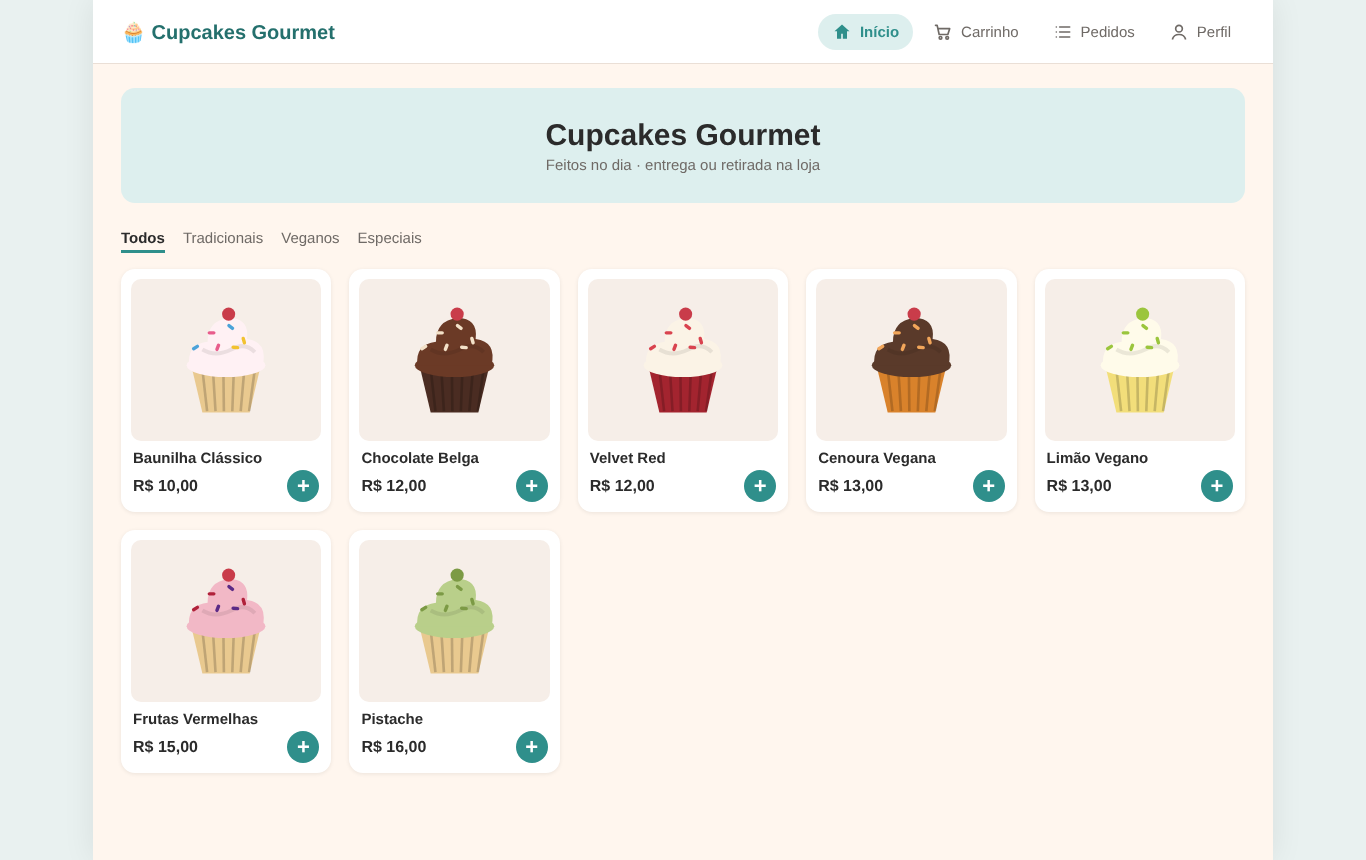 🧁 Cupcakes Gourmet
Início
Carrinho
Pedidos
Perfil
Cupcakes Gourmet
Feitos no dia · entrega ou retirada na loja
Todos
Tradicionais
Veganos
Especiais
Baunilha Clássico
R$ 10,00
+
Chocolate Belga
R$ 12,00
+
Velvet Red
R$ 12,00
+
Cenoura Vegana
R$ 13,00
+
Limão Vegano
R$ 13,00
+
Frutas Vermelhas
R$ 15,00
+
Pistache
R$ 16,00
+